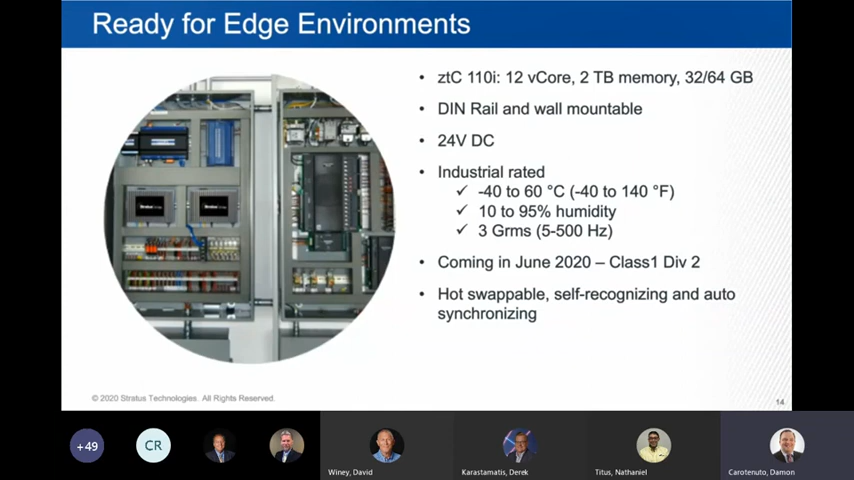 Ready for Edge Environments
• ztC 110i: 12 vCore, 2 TB memory, 32/64 GB
• DIN Rail and wall mountable
• 24V DC
• Industrial rated
✓ -40 to 60 °C (-40 to 140 °F)
✓ 10 to 95% humidity
✓ 3 Grms (5-500 Hz)
• Coming in June 2020 – Class1 Div 2
• Hot swappable, self-recognizing and auto
synchronizing
Stratus
Stratus
© 2020 Stratus Technologies. All Rights Reserved.
14
+49
CR
Winey, David
Karastamatis, Derek
Titus, Nathaniel
Carotenuto, Damon